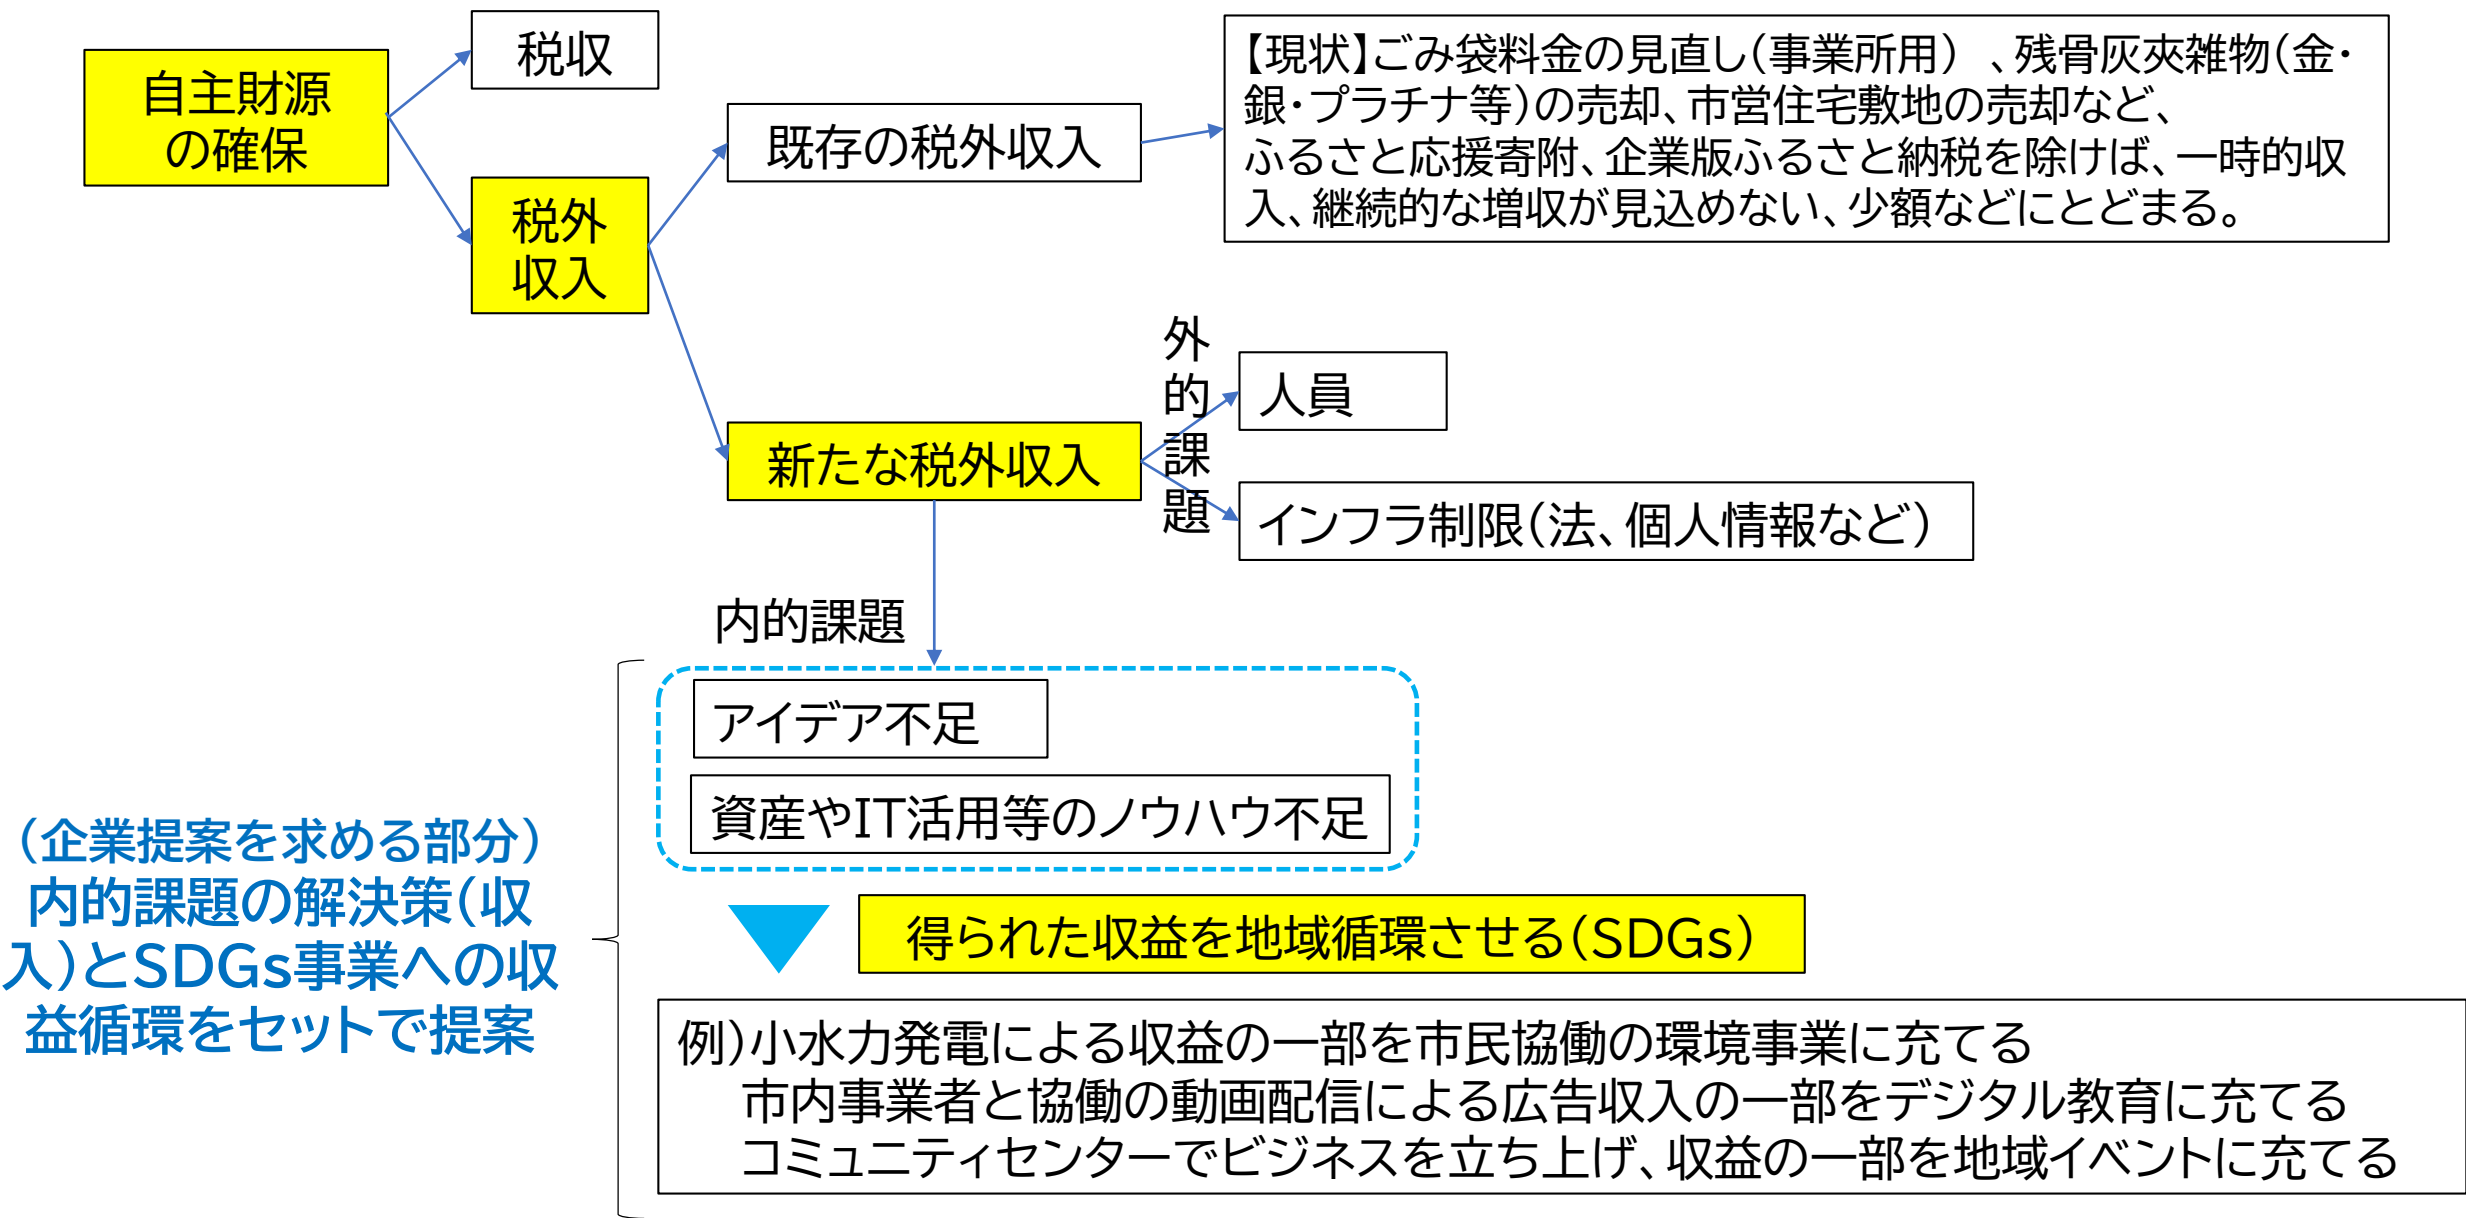 自主財源
の確保
税収
税外
収入
既存の税外収入
【現状】ごみ袋料金の見直し（事業所用） 、残骨灰夾雑物（金・
銀・プラチナ等）の売却、市営住宅敷地の売却など、
ふるさと応援寄附、企業版ふるさと納税を除けば、一時的収
入、継続的な増収が見込めない、少額などにとどまる。
新たな税外収入
外的課題
人員
インフラ制限（法、個人情報など）
内的課題
アイデア不足
資産やIT活用等のノウハウ不足
（企業提案を求める部分）
内的課題の解決策（収
入）とSDGs事業への収
益循環をセットで提案
得られた収益を地域循環させる（SDGs）
例）小水力発電による収益の一部を市民協働の環境事業に充てる
市内事業者と協働の動画配信による広告収入の一部をデジタル教育に充てる
コミュニティセンターでビジネスを立ち上げ、収益の一部を地域イベントに充てる